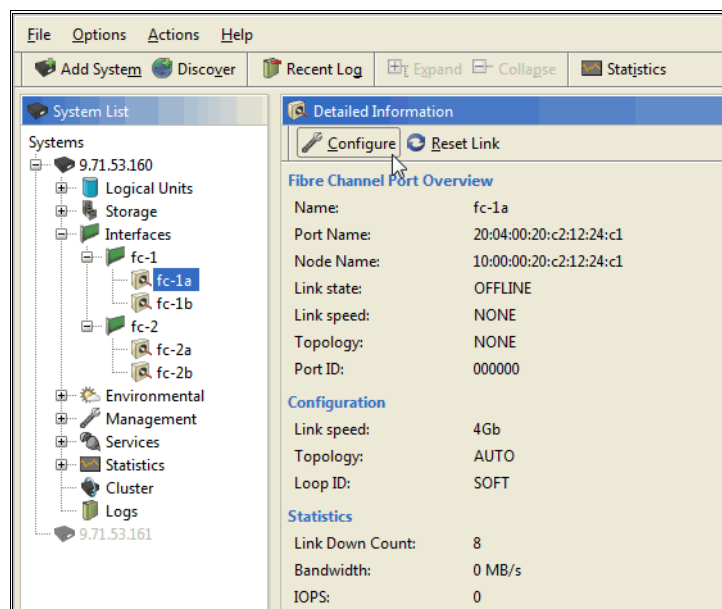 File Options Actions Help
Add System Discover Recent Log Expand Collapse Statistics
System List
Systems
9.71.53.160
Logical Units
Storage
Interfaces
fc-1
fc-1a
fc-1b
fc-2
fc-2a
fc-2b
Environmental
Management
Services
Statistics
Cluster
Logs
9.71.53.161
Detailed Information
Configure Reset Link
Fibre Channel Port Overview
Name: fc-1a
Port Name: 20:04:00:20:c2:12:24:c1
Node Name: 10:00:00:20:c2:12:24:c1
Link state: OFFLINE
Link speed: NONE
Topology: NONE
Port ID: 000000
Configuration
Link speed: 4Gb
Topology: AUTO
Loop ID: SOFT
Statistics
Link Down Count: 8
Bandwidth: 0 MB/s
IOPS: 0